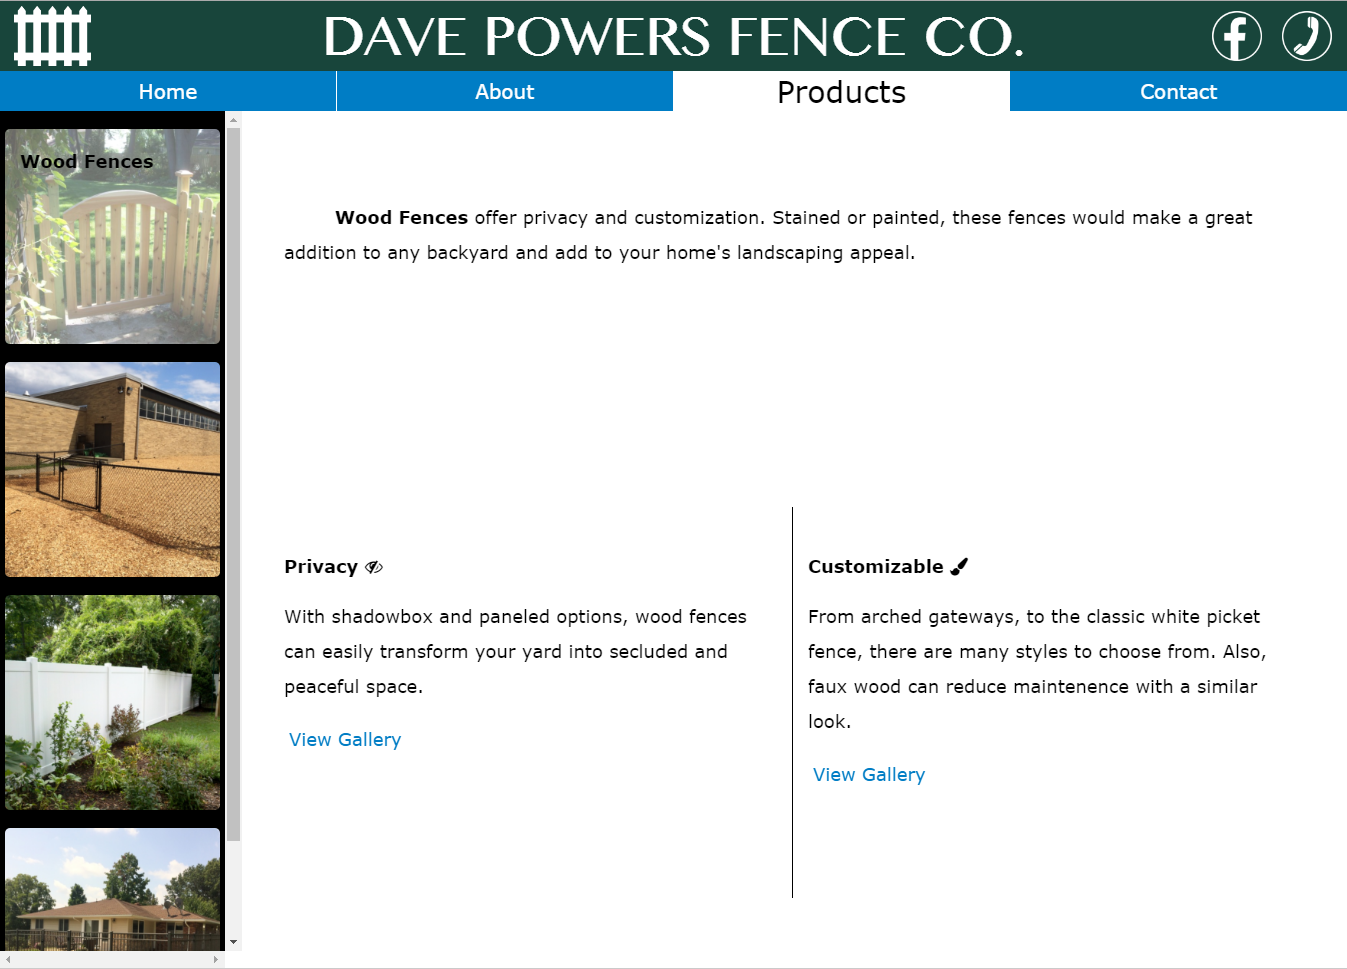 DAVE POWERS FENCE CO.
Home
About
Products
Contact
Wood Fences
Wood Fences offer privacy and customization. Stained or painted, these fences would make a great
addition to any backyard and add to your home's landscaping appeal.
Privacy
With shadowbox and paneled options, wood fences
can easily transform your yard into secluded and
peaceful space.
View Gallery
Customizable
From arched gateways, to the classic white picket
fence, there are many styles to choose from. Also,
faux wood can reduce maintenence with a similar
look.
View Gallery